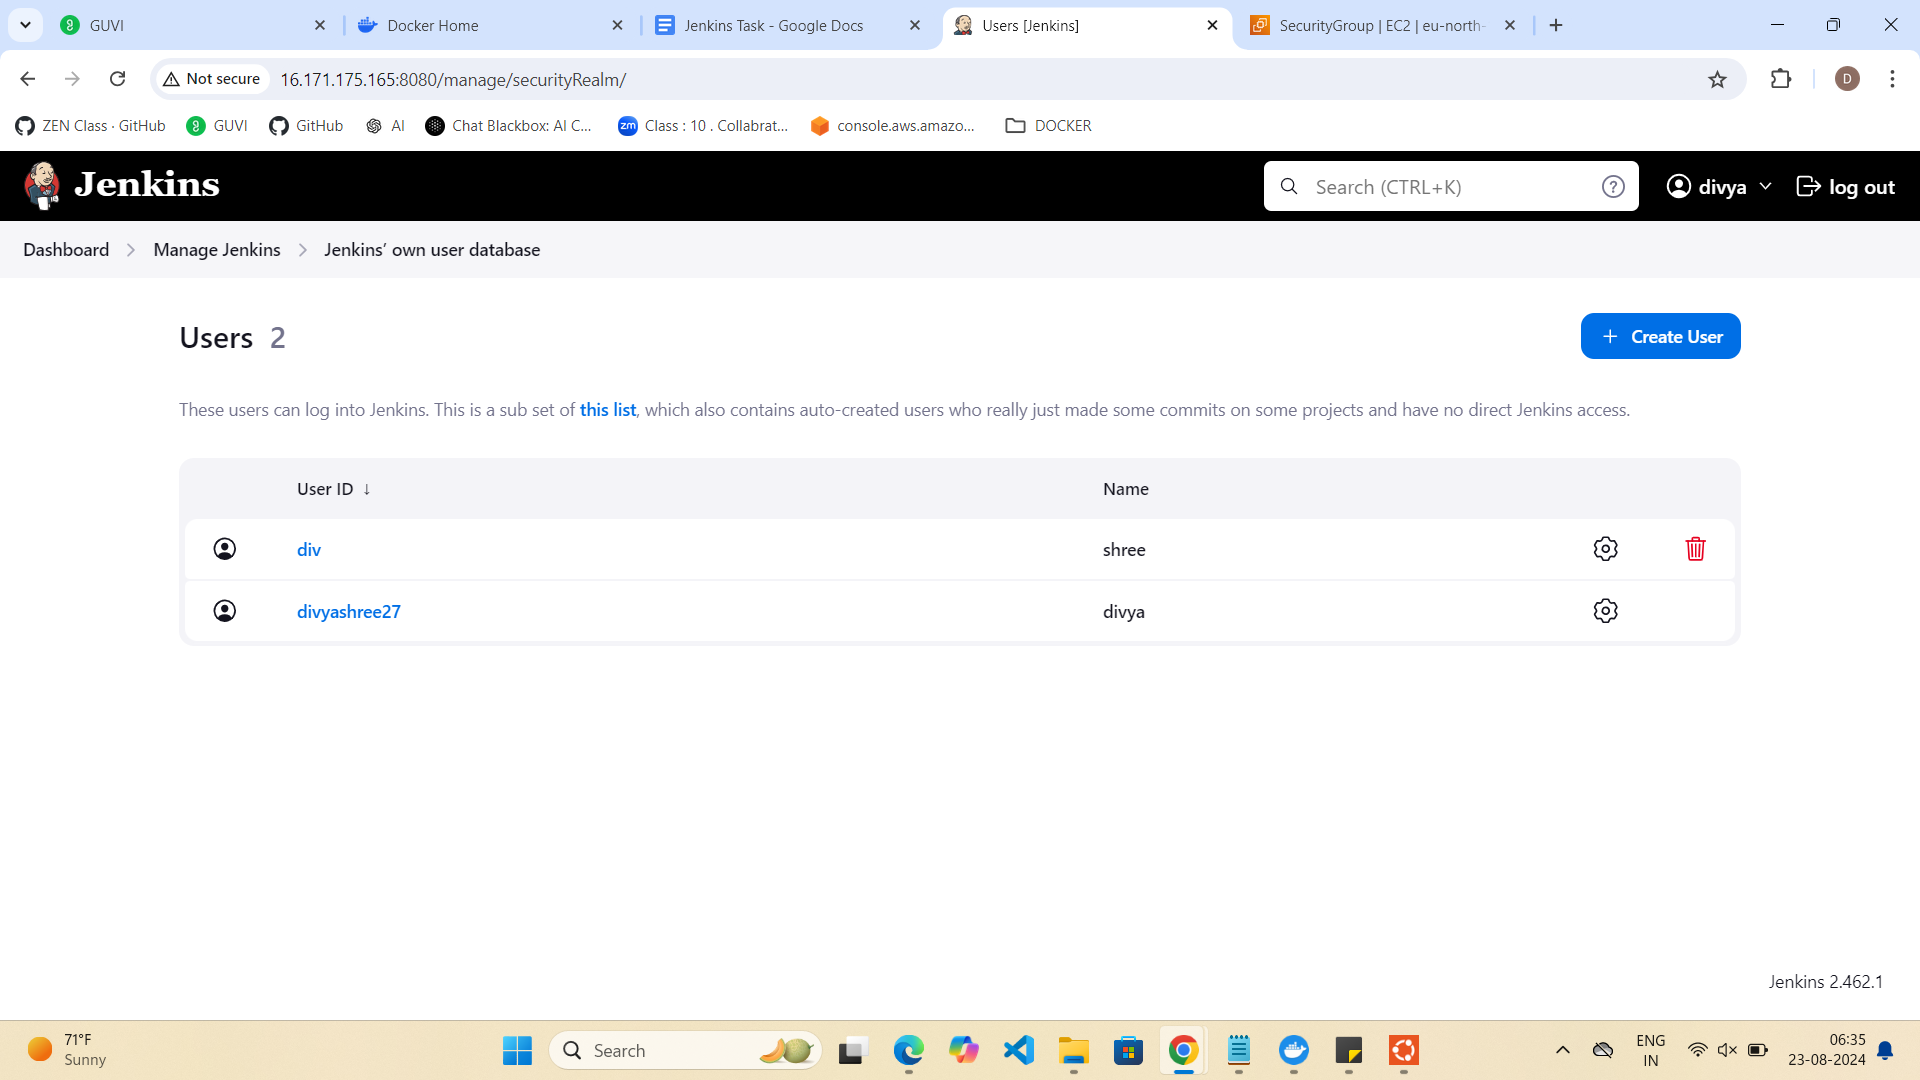 GUVI
Docker Home
Jenkins Task - Google Docs
Users [Jenkins]
SecurityGroup | EC2 | eu-north-
Not secure
16.171.175.165:8080/manage/securityRealm/
D
ZEN Class · GitHub
GUVI
GitHub
AI
zm
Chat Blackbox: AI C...
Class : 10 . Collabrat...
console.aws.amazo...
DOCKER
Jenkins
Search (CTRL+K)
?
divya
log out
Dashboard
Manage Jenkins
Jenkins’ own user database
Users 2
+ Create User
These users can log into Jenkins. This is a sub set of this list, which also contains auto-created users who really just made some commits on some projects and have no direct Jenkins access.
User ID ↓
Name
div
shree
divyashree27
divya
Jenkins 2.462.1
71°F
Sunny
Search
ENG
IN
06:35
23-08-2024